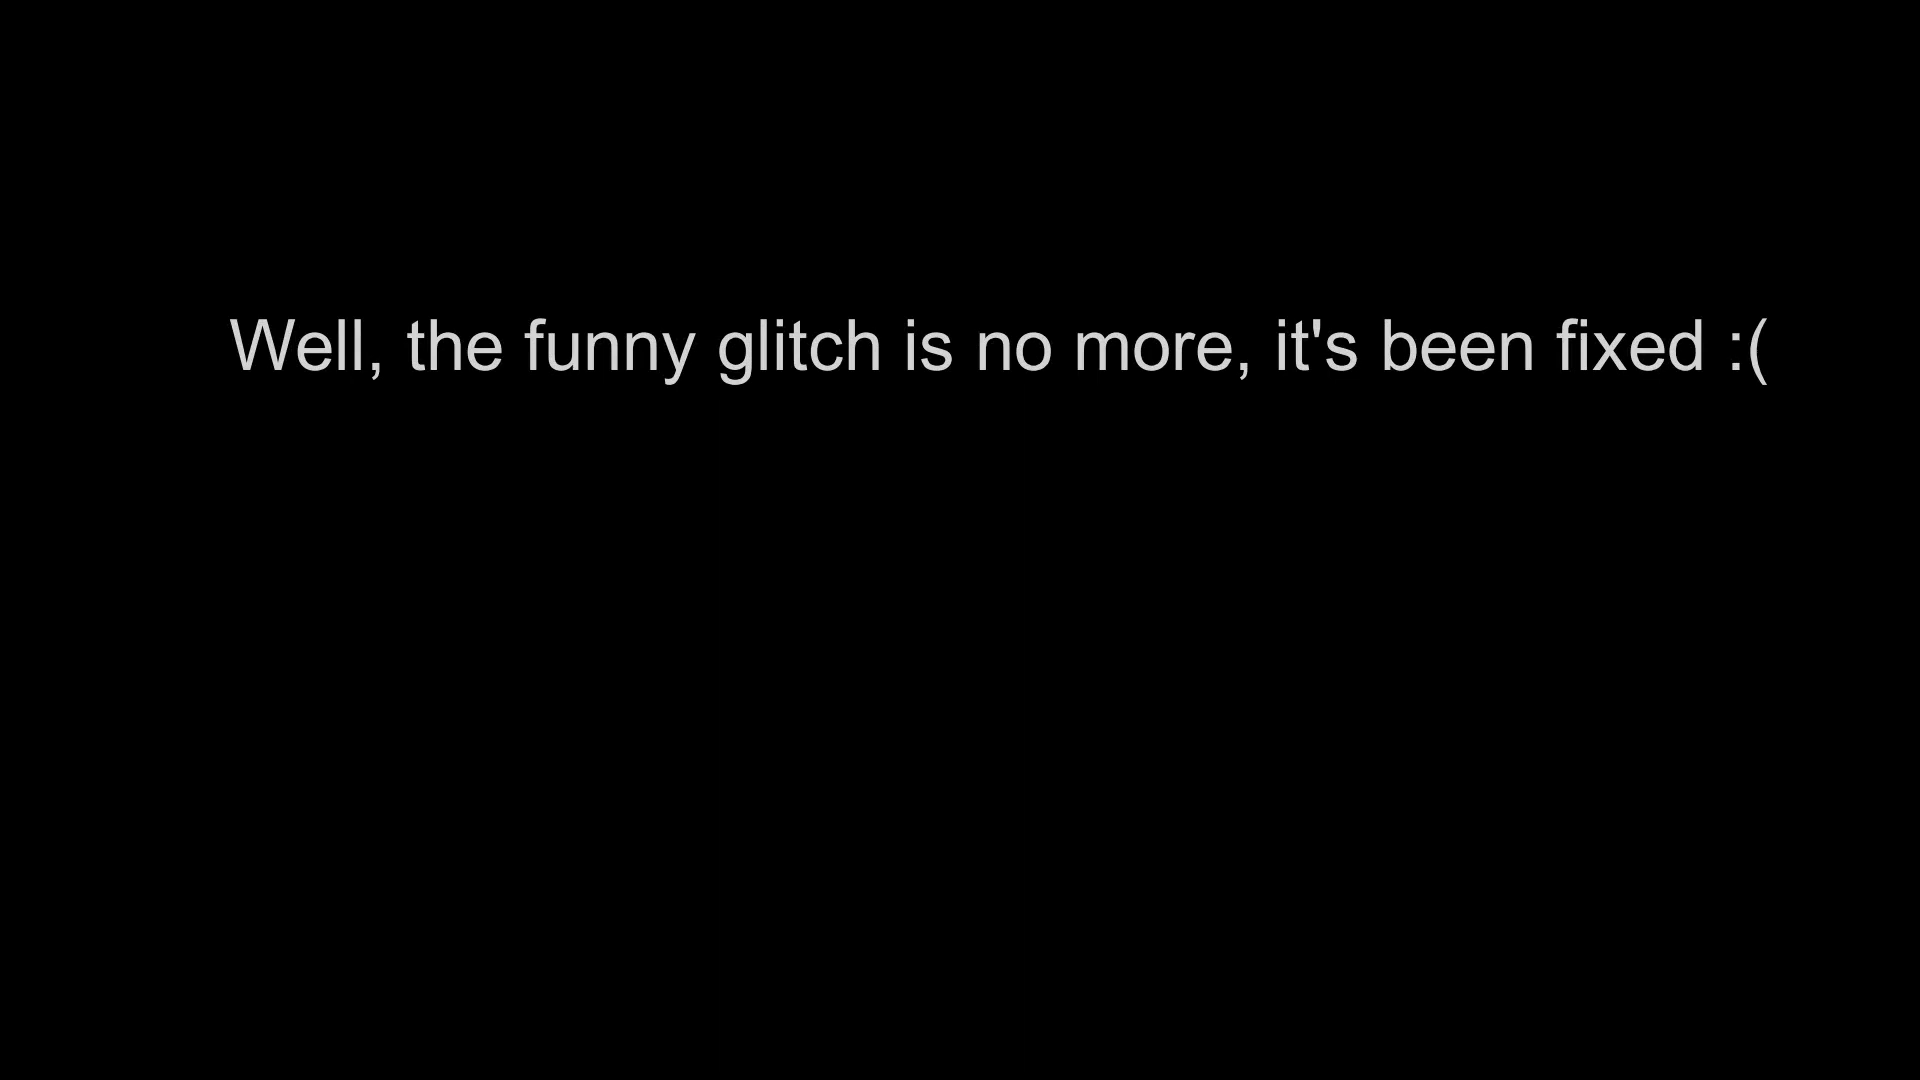 Well, the funny glitch is no more, it's been fixed :(